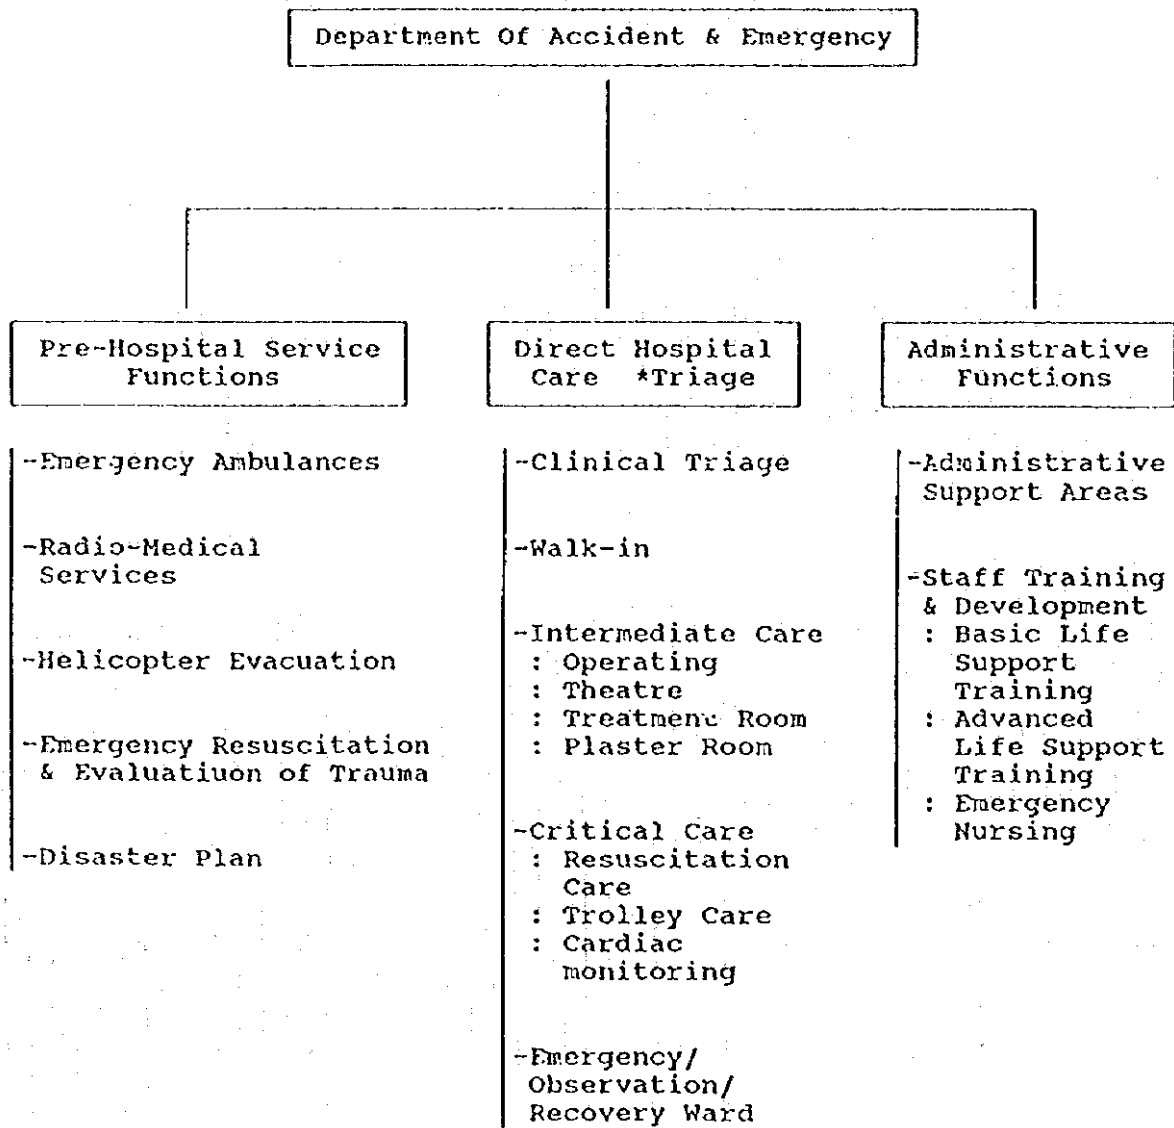 Department Of Accident & Emergency
Pre-Hospital Service
Functions
-Emergency Ambulances
-Radio-Medical
Services
-Helicopter Evacuation
-Emergency Resuscitation
& Evaluatiuon of Trauma
-Disaster Plan
Direct Hospital
Care *Triage
-Clinical Triage
-Walk-in
-Intermediate Care
: Operating
: Theatre
: Treatment Room
: Plaster Room
-Critical Care
: Resuscitation
Care
: Trolley Care
: Cardiac
monitoring
-Emergency/
Observation/
Recovery Ward
Administrative
Functions
-Administrative
Support Areas
-Staff Training
& Development
: Basic Life
Support
Training
: Advanced
Life Support
Training
: Emergency
Nursing